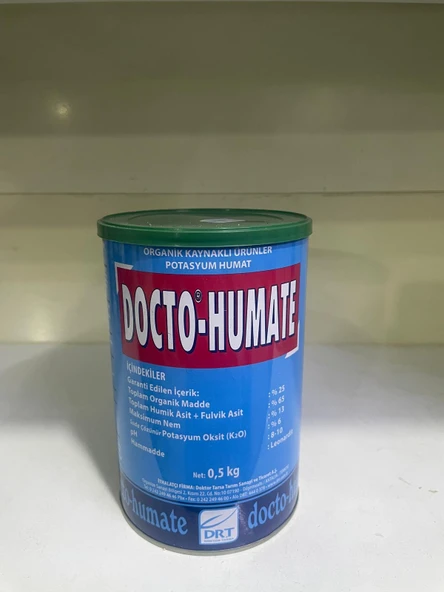 ORGANİK KAYNAKLI ÜRÜNLER
POTASYUM HUMAT
DOCTO®-HUMATE
İÇİNDEKİLER
Garanti Edilen İçerik:
Toplam Organik Madde : % 25
Toplam Humik Asit + Fulvik Asit : % 65
Maksimum Nem : % 13
Suda Çözünür Potasyum Oksit (K₂O) : % 8
pH : 8-10
Hammadde : Leonardit
Net: 0,5 kg
docto-humate
DRT
docto-h